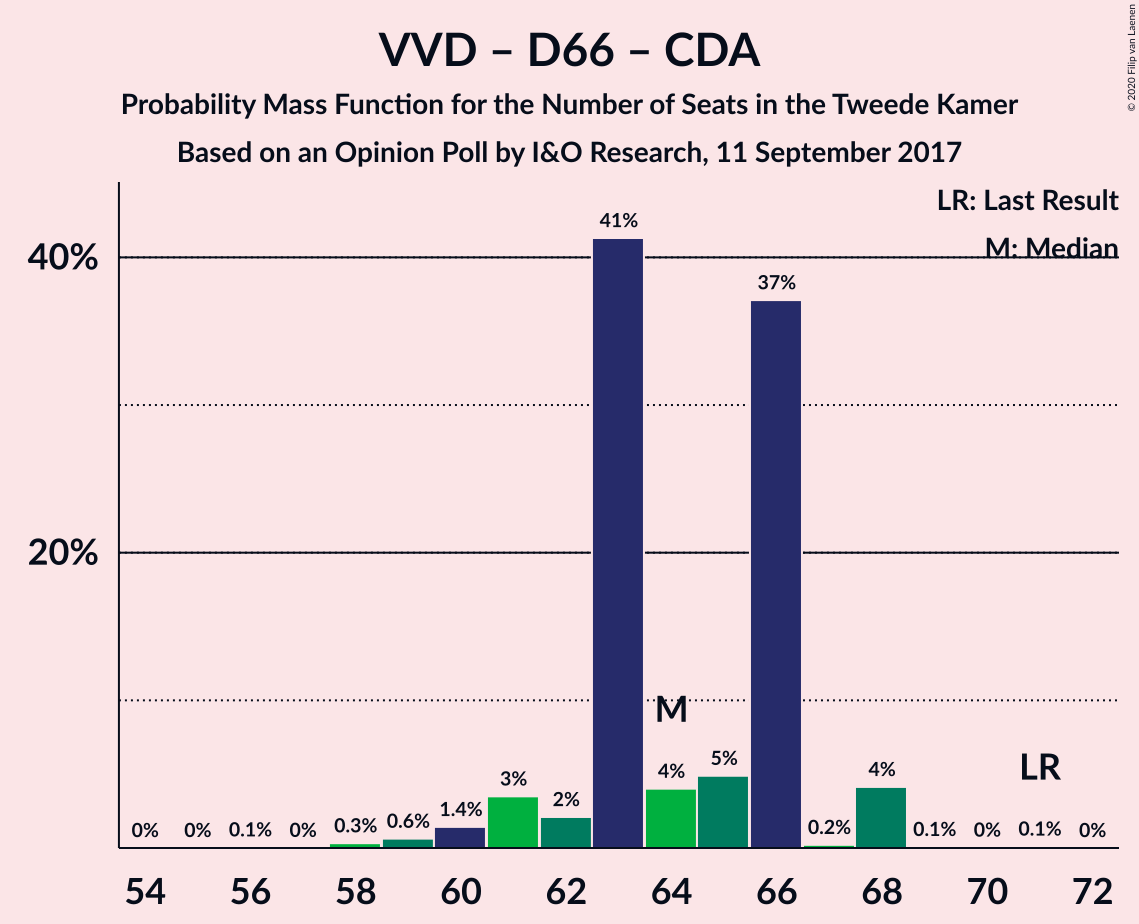 VVD – D66 – CDA
Probability Mass Function for the Number of Seats in the Tweede Kamer
Based on an Opinion Poll by I&O Research, 11 September 2017
© 2020 Filip van Laenen
LR: Last Result
M: Median
40%
20%
0%
0%
0.1%
0%
0.3%
0.6%
1.4%
3%
2%
41%
4%
5%
37%
0.2%
4%
0.1%
0%
0.1%
0%
M
LR
54 56 58 60 62 64 66 68 70 72